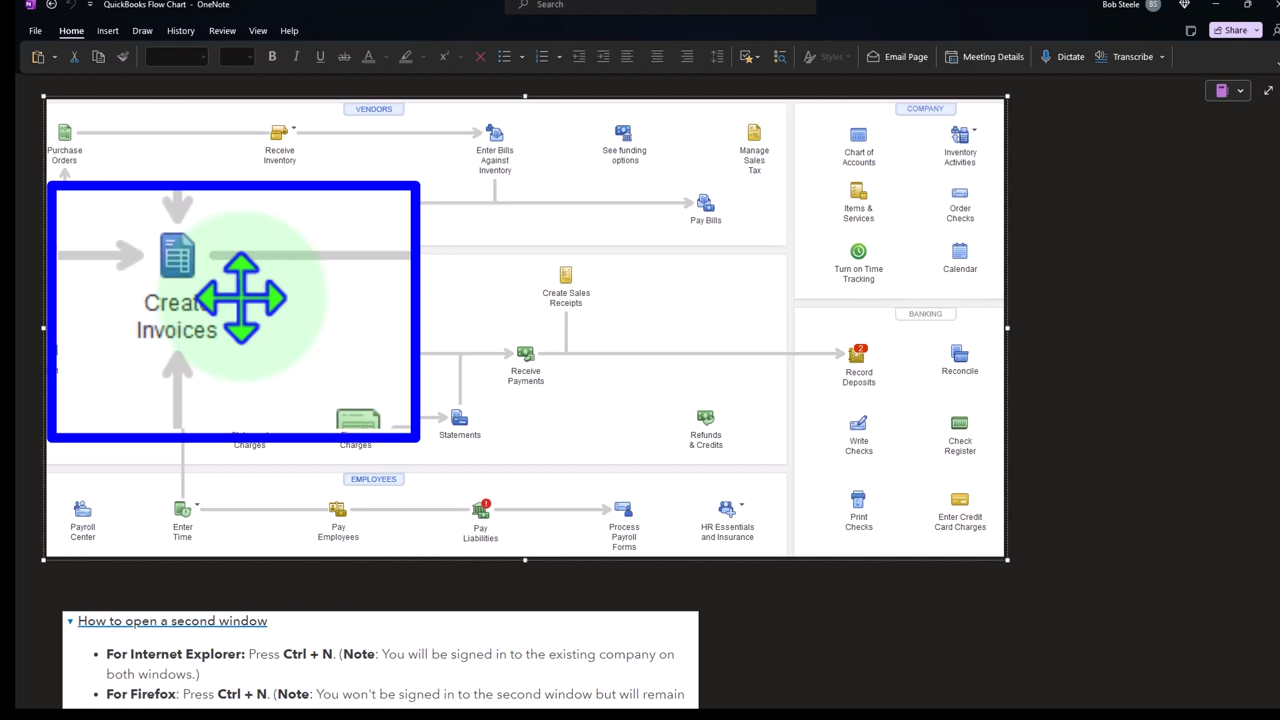 QuickBooks Flow Chart - OneNote
Search
Bob Steele
BS
File Home Insert Draw History Review View Help
Share
B I U ab A A
Styles
Email Page
Meeting Details
Dictate
Transcribe
VENDORS
COMPANY
Purchase
Orders
Receive
Inventory
Enter Bills
Against
Inventory
See funding
options
Manage
Sales
Tax
Chart of
Accounts
Inventory
Activities
Pay Bills
Items &
Services
Order
Checks
Turn on Time
Tracking
Calendar
Create
Invoices
Create Sales
Receipts
BANKING
Receive
Payments
2
Record
Deposits
Reconcile
Charges
Charges
Statements
Refunds
& Credits
Write
Checks
Check
Register
EMPLOYEES
Payroll
Center
Enter
Time
Pay
Employees
Pay
Liabilities
Process
Payroll
Forms
HR Essentials
and Insurance
Print
Checks
Enter Credit
Card Charges
How to open a second window
• For Internet Explorer: Press Ctrl + N. (Note: You will be signed in to the existing company on
both windows.)
• For Firefox: Press Ctrl + N. (Note: You won't be signed in to the second window but will remain